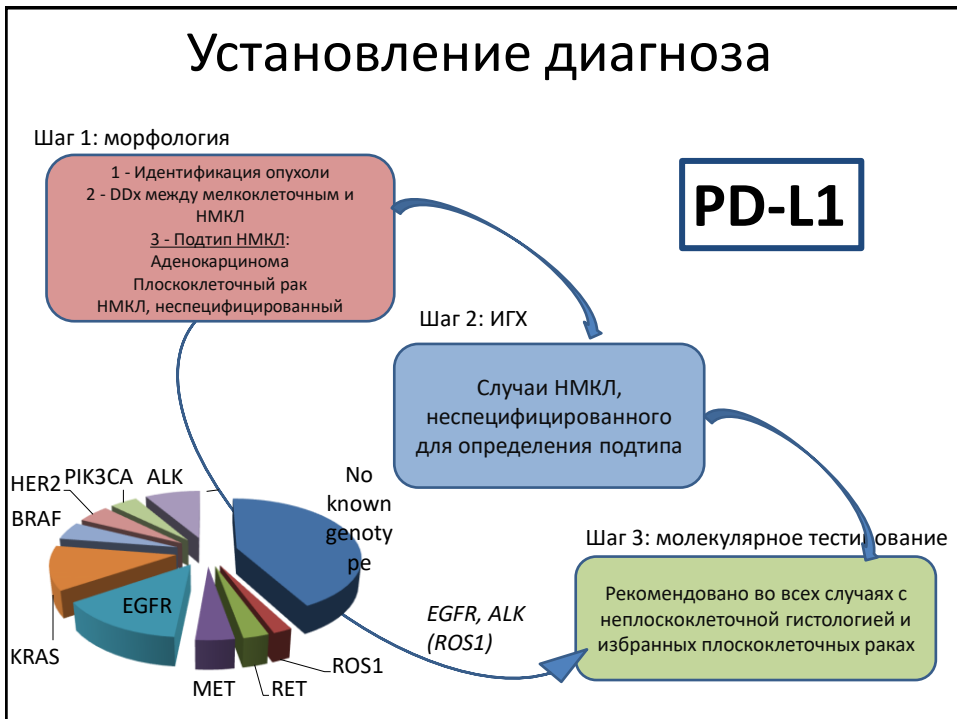 Установление диагноза
Шаг 1: морфология
1 - Идентификация опухоли
2 - DDx между мелкоклеточным и
НМКЛ
3 - Подтип НМКЛ:
Аденокарцинома
Плоскоклеточный рак
НМКЛ, неспецифицированный
PD-L1
Шаг 2: ИГХ
Случаи НМКЛ,
неспецифицированного
для определения подтипа
Шаг 3: молекулярное тестирование
Рекомендовано во всех случаях с
неплоскоклеточной гистологией и
избранных плоскоклеточных раках
EGFR, ALK
(ROS1)
No
known
genoty
pe
ALK
PIK3CA
HER2
BRAF
EGFR
KRAS
MET
RET
ROS1